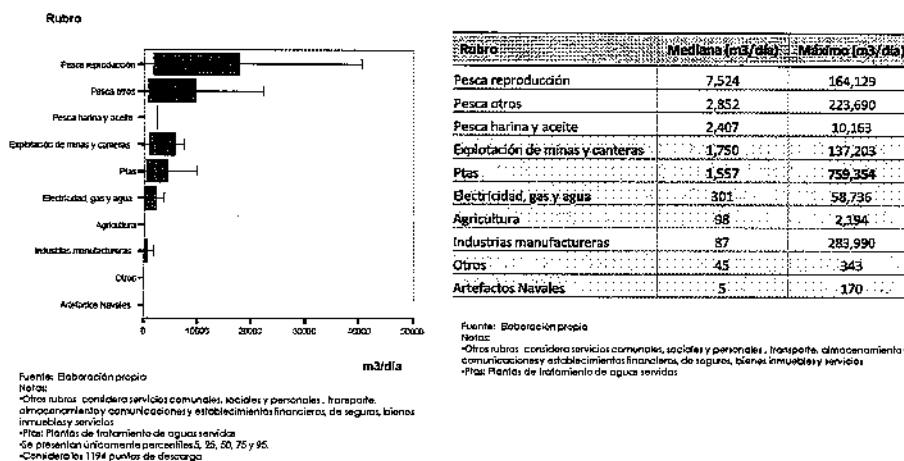 Rubro
Pesca reproducción
Pesca otros
Pesca harina y aceite
Explotación de minas y canteras
Ptas
Electricidad, gas y agua
Agricultura
Industrias manufactureras
Otros
Artefactos Navales
0 10000 20000 30000 40000 50000
m3/día
Fuente: Elaboración propia
Notas:
•Otros rubros considera servicios comunales, sociales y personales, transporte,
almacenamiento y comunicaciones y establecimientos financieros, de seguros, bienes
inmuebles y servicios
•Ptas: Plantas de tratamiento de aguas servidas
•Se presentan únicamente percentiles 5, 25, 50, 75 y 95.
•Considera los 1194 puntos de descarga
Rubro Mediana (m3/día) Máximo (m3/día)
Pesca reproducción 7,524 164,129
Pesca otros 2,852 223,690
Pesca harina y aceite 2,407 10,163
Explotación de minas y canteras 1,750 137,203
Ptas 1,557 759,354
Electricidad, gas y agua 301 58,736
Agricultura 98 2,194
Industrias manufactureras 87 283,990
Otros 45 343
Artefactos Navales 5 170
Fuente: Elaboración propia
Notas:
•Otros rubros considera servicios comunales, sociales y personales, transporte, almacenamiento y
comunicaciones y establecimientos financieros, de seguros, bienes inmuebles y servicios
•Ptas: Plantas de tratamiento de aguas servidas